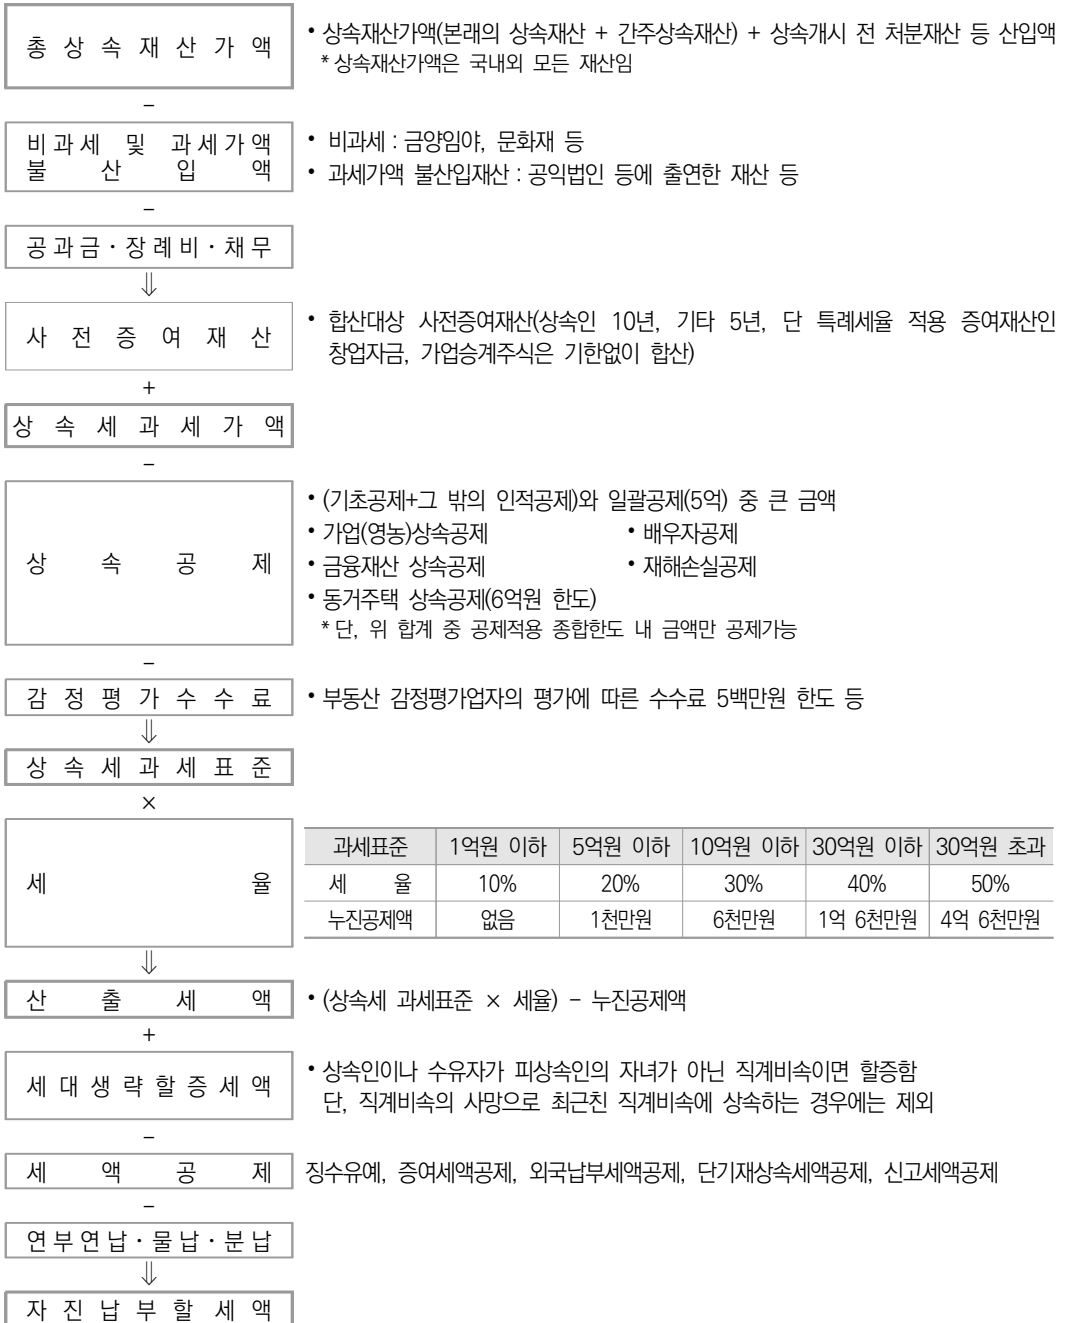 총상속재산가액
• 상속재산가액(본래의 상속재산 + 간주상속재산) + 상속개시 전 처분재산 등 산입액
* 상속재산가액은 국내외 모든 재산임
−
비과세 및 과세가액
불산입액
• 비과세 : 금양임야, 문화재 등
• 과세가액 불산입재산 : 공익법인 등에 출연한 재산 등
−
공과금·장례비·채무
⇓
사전증여재산
• 합산대상 사전증여재산(상속인 10년, 기타 5년, 단 특례세율 적용 증여재산인
창업자금, 가업승계주식은 기한없이 합산)
+
상속세과세가액
−
상속공제
• (기초공제+그 밖의 인적공제)와 일괄공제(5억) 중 큰 금액
• 가업(영농)상속공제 • 배우자공제
• 금융재산 상속공제 • 재해손실공제
• 동거주택 상속공제(6억원 한도)
* 단, 위 합계 중 공제적용 종합한도 내 금액만 공제가능
−
감정평가수수료
• 부동산 감정평가업자의 평가에 따른 수수료 5백만원 한도 등
⇓
상속세과세표준
×
세율
과세표준 1억원 이하 5억원 이하 10억원 이하 30억원 이하 30억원 초과
세 율 10% 20% 30% 40% 50%
누진공제액 없음 1천만원 6천만원 1억 6천만원 4억 6천만원
⇓
산출세액
• (상속세 과세표준 × 세율) − 누진공제액
+
세대생략할증세액
• 상속인이나 수유자가 피상속인의 자녀가 아닌 직계비속이면 할증함
단, 직계비속의 사망으로 최근친 직계비속에 상속하는 경우에는 제외
−
세액공제
징수유예, 증여세액공제, 외국납부세액공제, 단기재상속세액공제, 신고세액공제
−
연부연납·물납·분납
⇓
자진납부할세액